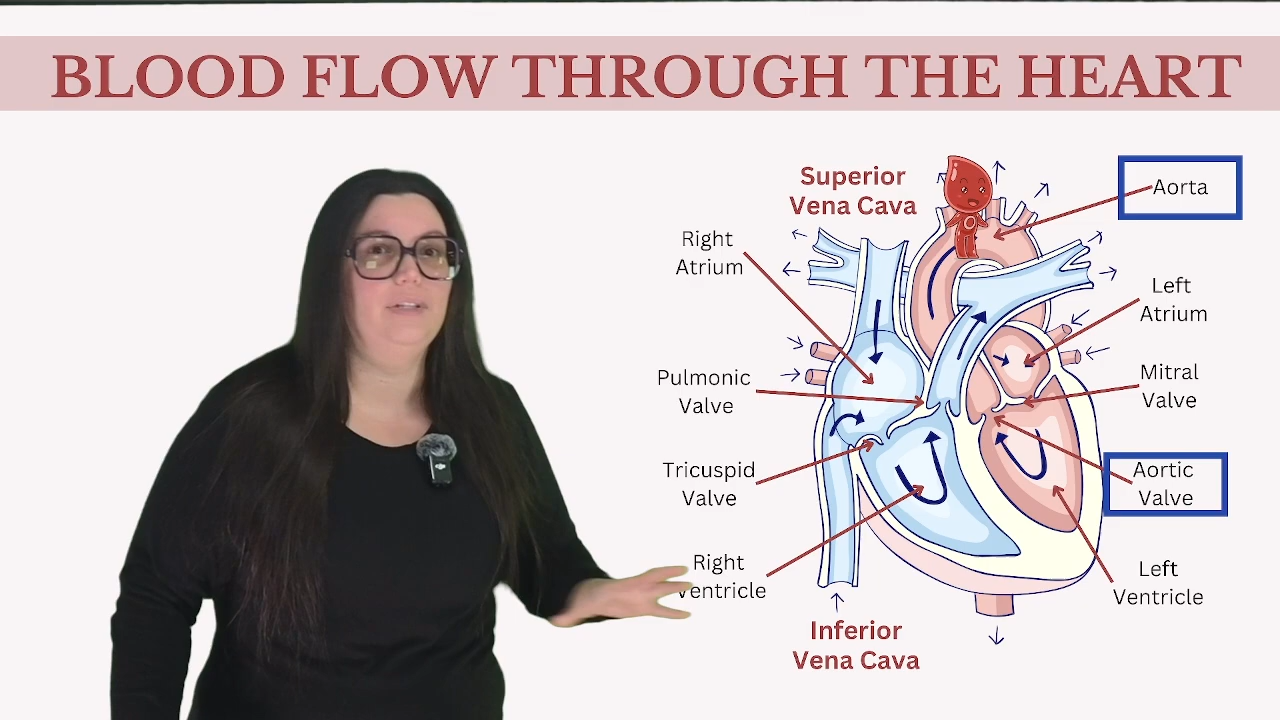 BLOOD FLOW THROUGH THE HEART
Superior
Vena Cava
Aorta
Right
Atrium
Left
Atrium
Pulmonic
Valve
Mitral
Valve
Tricuspid
Valve
Aortic
Valve
Right
Ventricle
Left
Ventricle
Inferior
Vena Cava